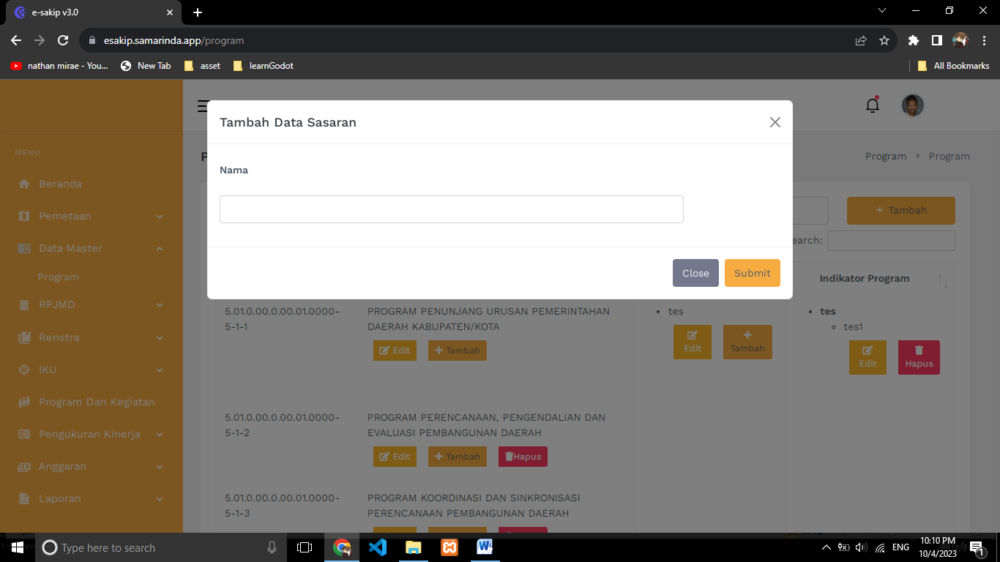 e-sakip v3.0
esakip.samarinda.app/program
nathan mirae - You...
New Tab
asset
learnGodot
All Bookmarks
Tambah Data Sasaran
Nama
Close
Submit
MENU
Beranda
Pemetaan
Data Master
Program
RPJMD
Renstra
IKU
Program Dan Kegiatan
Pengukuran Kinerja
Anggaran
Laporan
Program > Program
+ Tambah
earch:
Indikator Program
5.01.0.00.0.00.01.0000-
5-1-1
PROGRAM PENUNJANG URUSAN PEMERINTAHAN
DAERAH KABUPATEN/KOTA
Edit
Tambah
tes
Edit
Tambah
tes
tes1
Edit
Hapus
5.01.0.00.0.00.01.0000-
5-1-2
PROGRAM PERENCANAAN, PENGENDALIAN DAN
EVALUASI PEMBANGUNAN DAERAH
Edit
Tambah
Hapus
5.01.0.00.0.00.01.0000-
5-1-3
PROGRAM KOORDINASI DAN SINKRONISASI
PERENCANAAN PEMBANGUNAN DAERAH
Type here to search
ENG
10:10 PM
10/4/2023
1